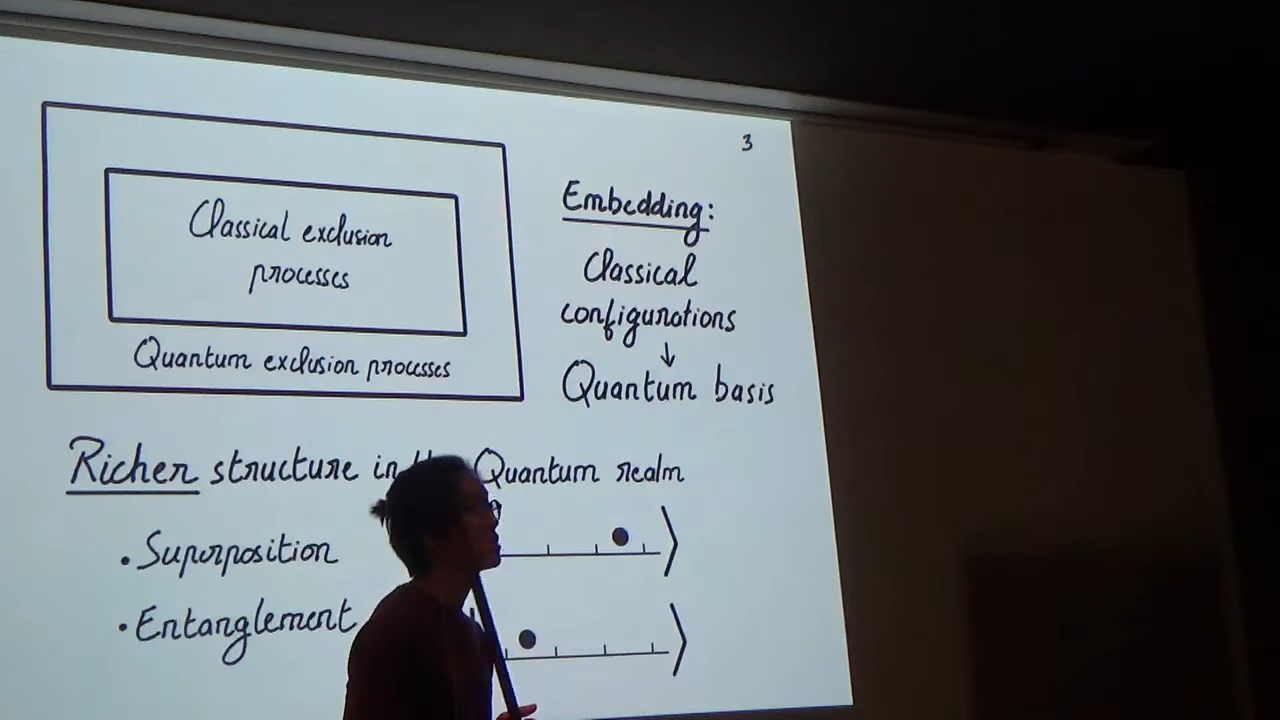 3
Classical exclusion
processes
Quantum exclusion processes
Embedding:
Classical
configurations
↓
Quantum basis
Richer structure in Quantum realm
• Superposition
• Entanglement